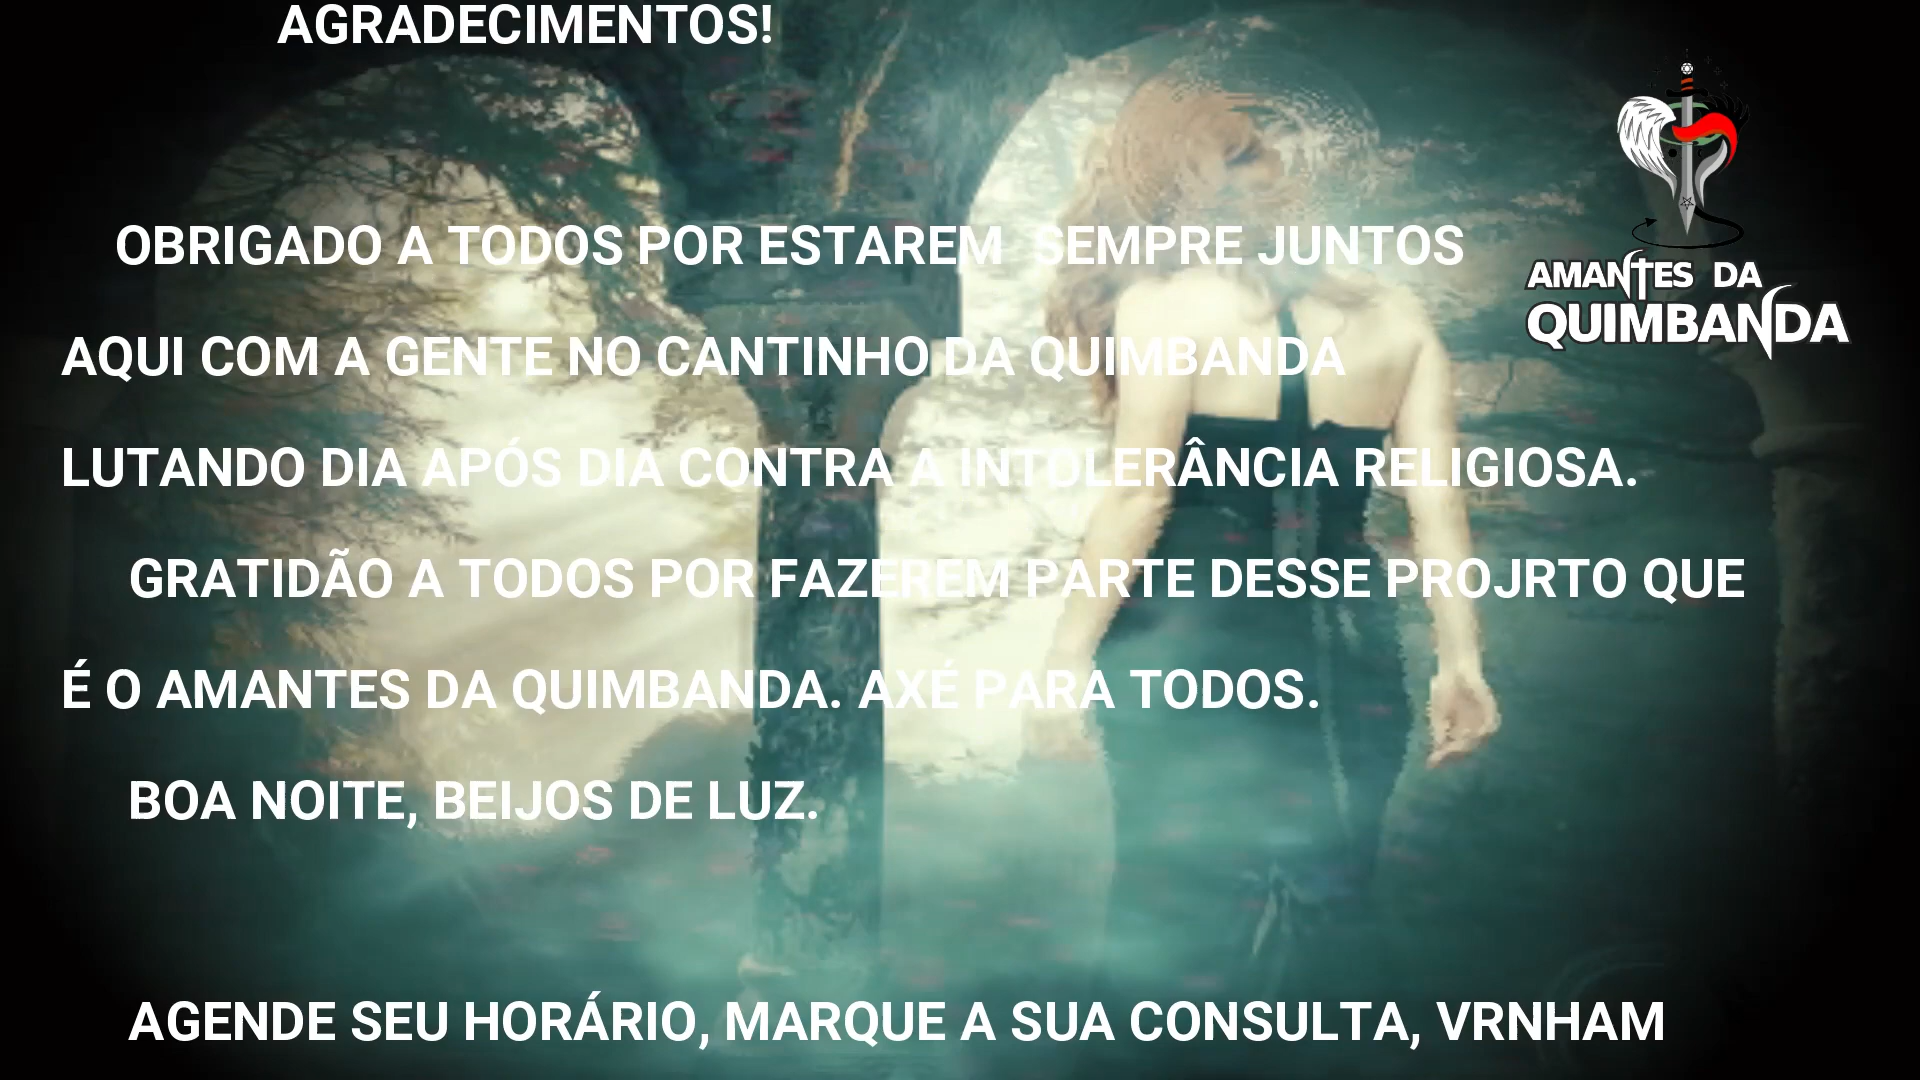 AGRADECIMENTOS!
OBRIGADO A TODOS POR ESTAREM  SEMPRE JUNTOS
AMANTES DA
QUIMBANDA
AQUI COM A GENTE NO CANTINHO DA QUIMBANDA
LUTANDO DIA APÓS DIA CONTRA A INTOLERÂNCIA RELIGIOSA.
GRATIDÃO A TODOS POR FAZEREM PARTE DESSE PROJRTO QUE
É O AMANTES DA QUIMBANDA. AXÉ PARA TODOS.
BOA NOITE, BEIJOS DE LUZ.
AGENDE SEU HORÁRIO, MARQUE A SUA CONSULTA, VRNHAM